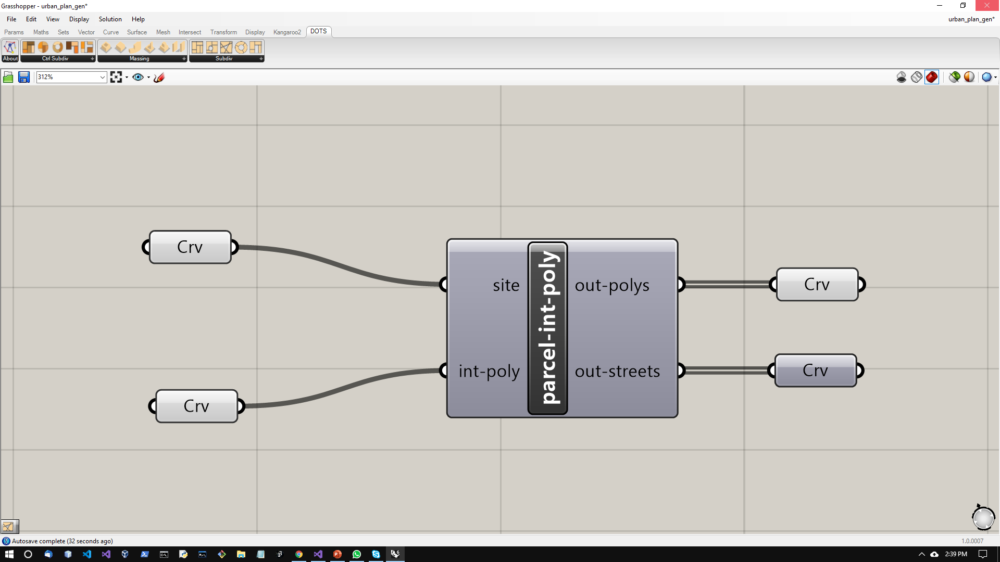 Grasshopper - urban_plan_gen*
File Edit View Display Solution Help
urban_plan_gen*
Params Maths Sets Vector Curve Surface Mesh Intersect Transform Display Kangaroo2 DOTS
About Ctrl Subdiv Massing Subdiv
312%
Crv
Crv
site
int-poly
parcel-int-poly
out-polys
out-streets
Crv
Crv
Autosave complete (32 seconds ago)
1.0.0007
2:39 PM